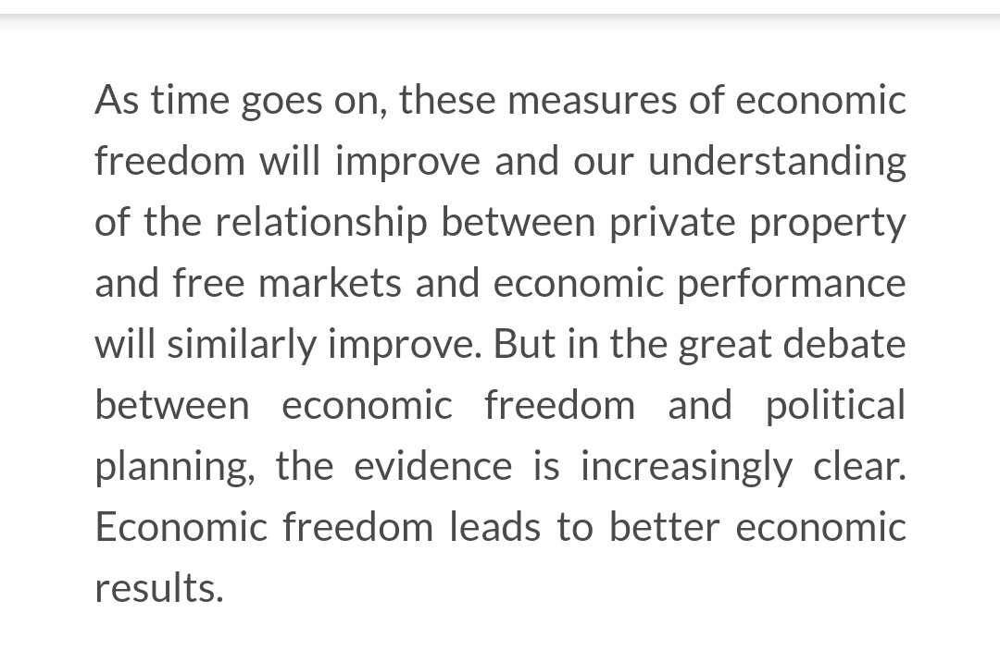 As time goes on, these measures of economic
freedom will improve and our understanding
of the relationship between private property
and free markets and economic performance
will similarly improve. But in the great debate
between economic freedom and political
planning, the evidence is increasingly clear.
Economic freedom leads to better economic
results.